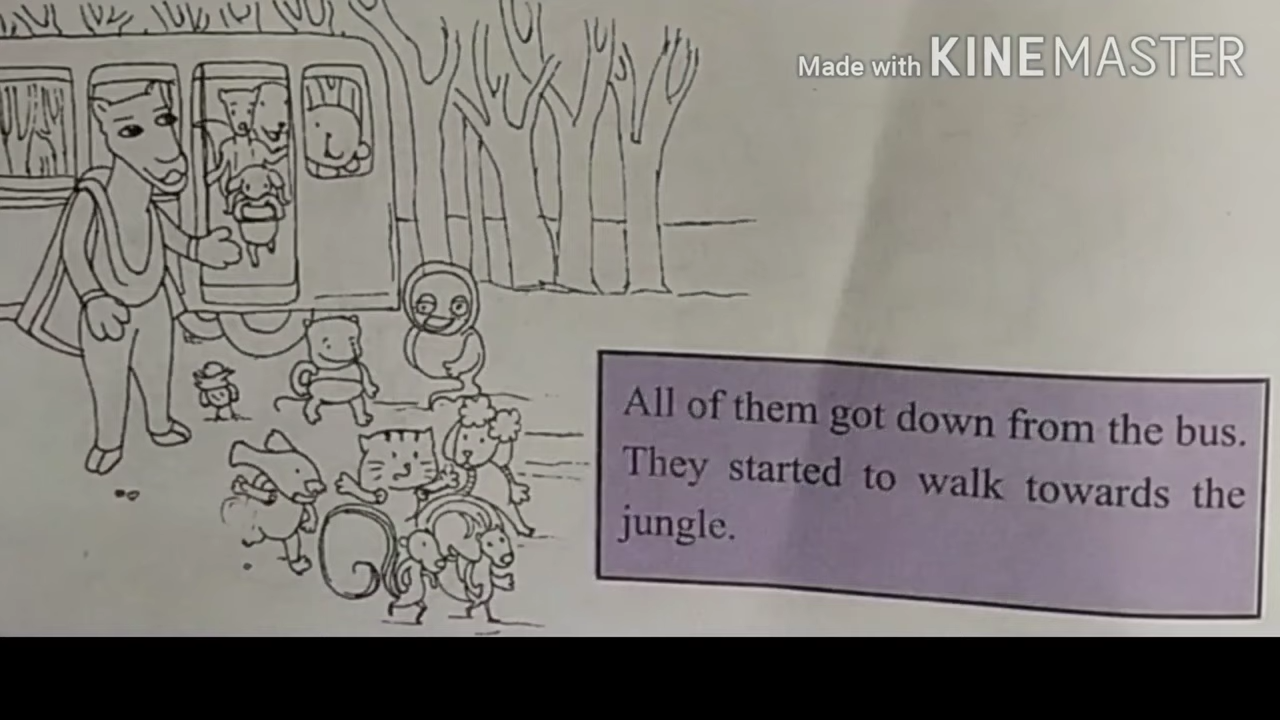 Made with KINEMASTER
All of them got down from the bus.
They started to walk towards the
jungle.